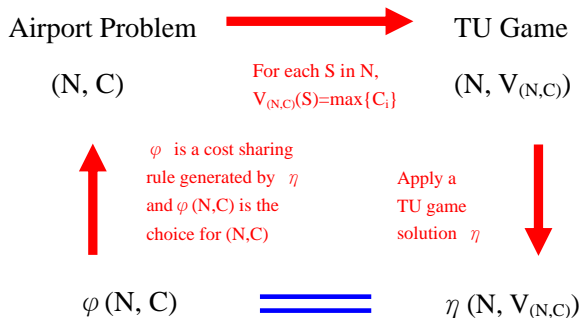 Airport Problem
TU Game
(N, C)
For each S in N,
V(N,C)(S)=max{Ci}
(N, V(N,C))
φ is a cost sharing
rule generated by η
and φ (N,C) is the
choice for (N,C)
Apply a
TU game
solution η
φ (N, C)
η (N, V(N,C))